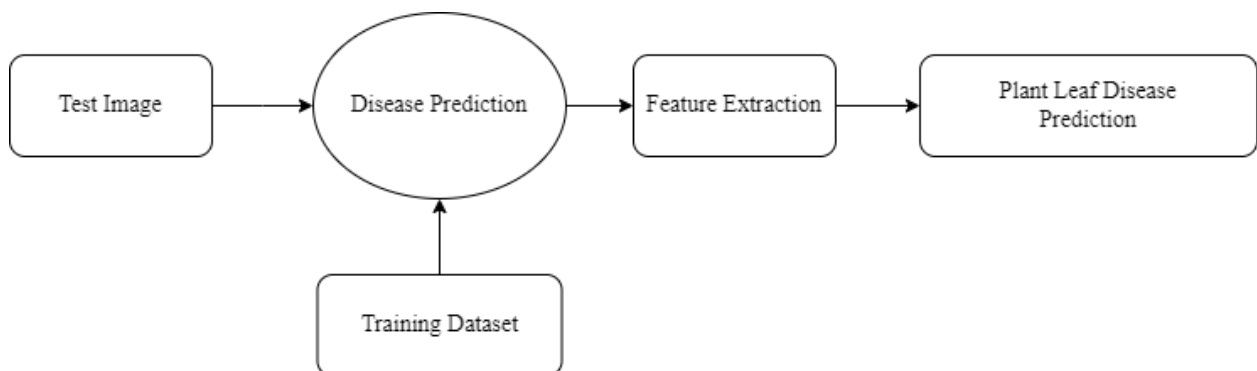 Test Image
Disease Prediction
Feature Extraction
Plant Leaf Disease
Prediction
Training Dataset